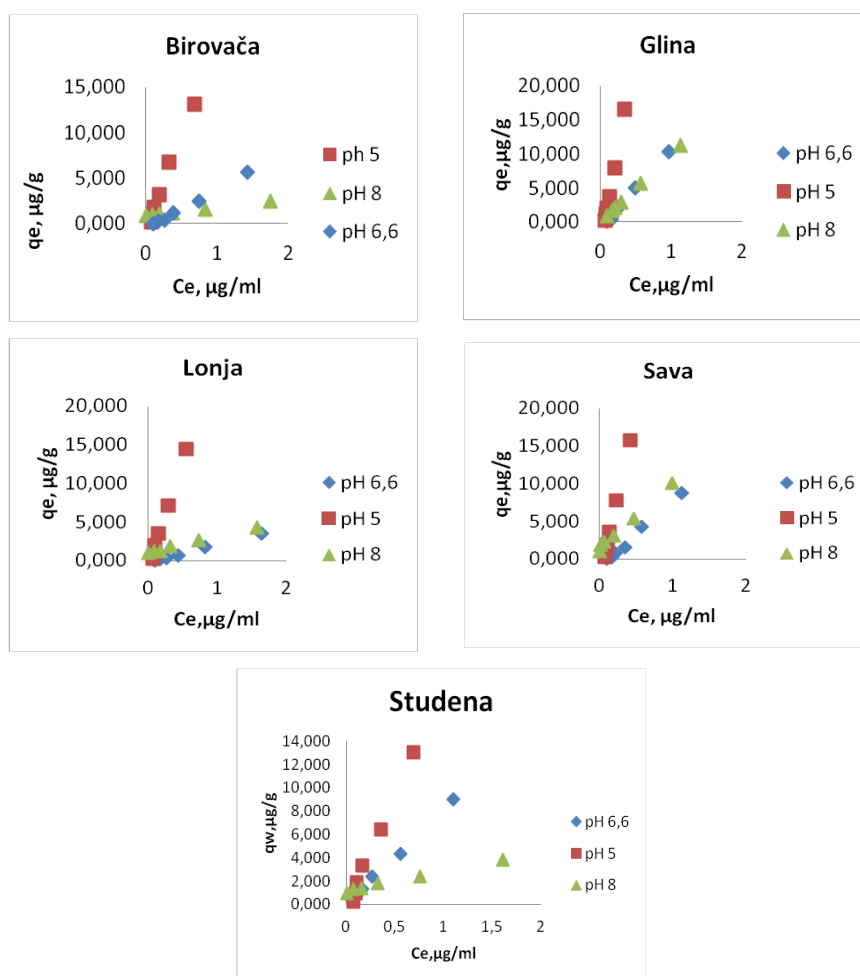 Birovača
15,000
10,000
5,000
0,000
qe, µg/g
0 1 2
Ce, µg/ml
ph 5
pH 8
pH 6,6
Glina
20,000
15,000
10,000
5,000
0,000
qe,µg/g
0 1 2
Ce,µg/ml
pH 6,6
pH 5
pH 8
Lonja
20,000
15,000
10,000
5,000
0,000
qe, µg/g
0 1 2
Ce,µg/ml
pH 6,6
pH 5
pH 8
Sava
20,000
15,000
10,000
5,000
0,000
qe,µg/g
0 1 2
Ce, µg/ml
pH 6,6
pH 5
pH 8
Studena
14,000
12,000
10,000
8,000
6,000
4,000
2,000
0,000
qw,µg/g
0 0,5 1 1,5 2
Ce,µg/ml
pH 6,6
pH 5
pH 8